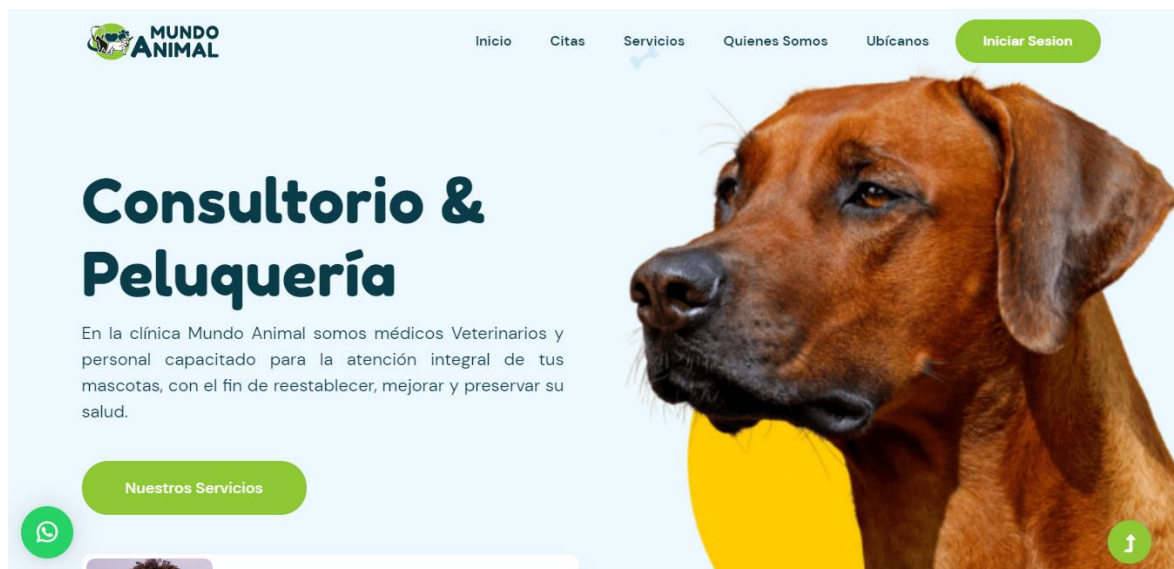 MUNDO
ANIMAL
Inicio Citas Servicios Quienes Somos Ubícanos Iniciar Sesion
Consultorio &
Peluquería
En la clínica Mundo Animal somos médicos Veterinarios y
personal capacitado para la atención integral de tus
mascotas, con el fin de reestablecer, mejorar y preservar su
salud.
Nuestros Servicios